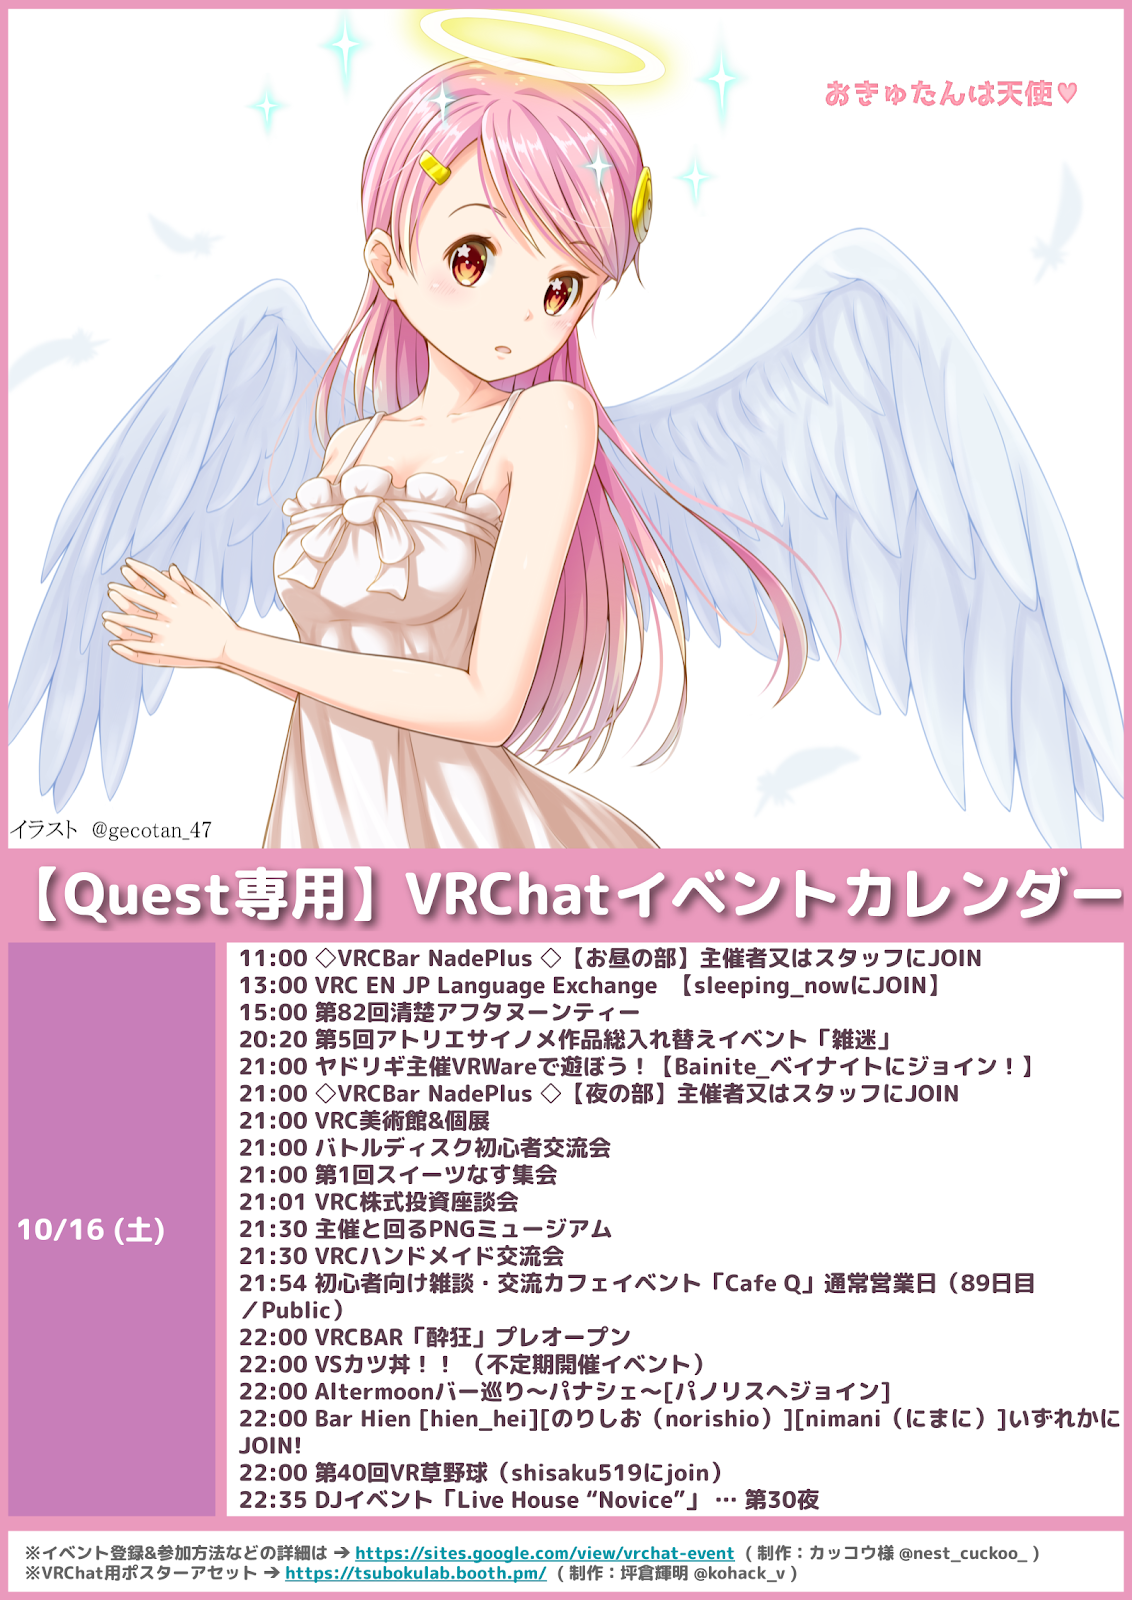 おきゅたんは天使♥
イラスト @gecotan_47
【Quest専用】VRChatイベントカレンダー
10/16 (土)
11:00 ◇VRCBar NadePlus ◇【お昼の部】主催者又はスタッフにJOIN
13:00 VRC EN JP Language Exchange 【sleeping_nowにJOIN】
15:00 第82回清楚アフタヌーンティー
20:20 第5回アトリエサイノメ作品総入れ替えイベント「雑迷」
21:00 ヤドリギ主催VRWareで遊ぼう！【Bainite_ベイナイトにジョイン！】
21:00 ◇VRCBar NadePlus ◇【夜の部】主催者又はスタッフにJOIN
21:00 VRC美術館&個展
21:00 バトルディスク初心者交流会
21:00 第1回スイーツなす集会
21:01 VRC株式投資座談会
21:30 主催と回るPNGミュージアム
21:30 VRCハンドメイド交流会
21:54 初心者向け雑談・交流カフェイベント「Cafe Q」通常営業日（89日目
／Public）
22:00 VRCBAR「酔狂」プレオープン
22:00 VSカツ丼！！（不定期開催イベント）
22:00 Altermoonバー巡り～パナシェ～[パノリスへジョイン]
22:00 Bar Hien [hien_hei][のりしお（norishio）][nimani（にまに）]いずれかに
JOIN!
22:00 第40回VR草野球（shisaku519にjoin）
22:35 DJイベント「Live House “Novice”」 … 第30夜
※イベント登録&参加方法などの詳細は → https://sites.google.com/view/vrchat-event ( 制作：カッコウ様 @nest_cuckoo_ )
※VRChat用ポスターアセット → https://tsubokulab.booth.pm/ ( 制作：坪倉輝明 @kohack_v )